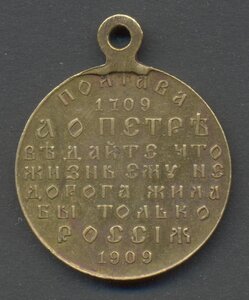 ПОЛТАВА
1709
А О ПЕТРѢ
ВѢДАЙТЕ ЧТО
ЖИЗНЬ ЕМУ НЕ
ДОРОГА ЖИЛА
БЫ ТОЛЬКО
РОССІЯ
1909